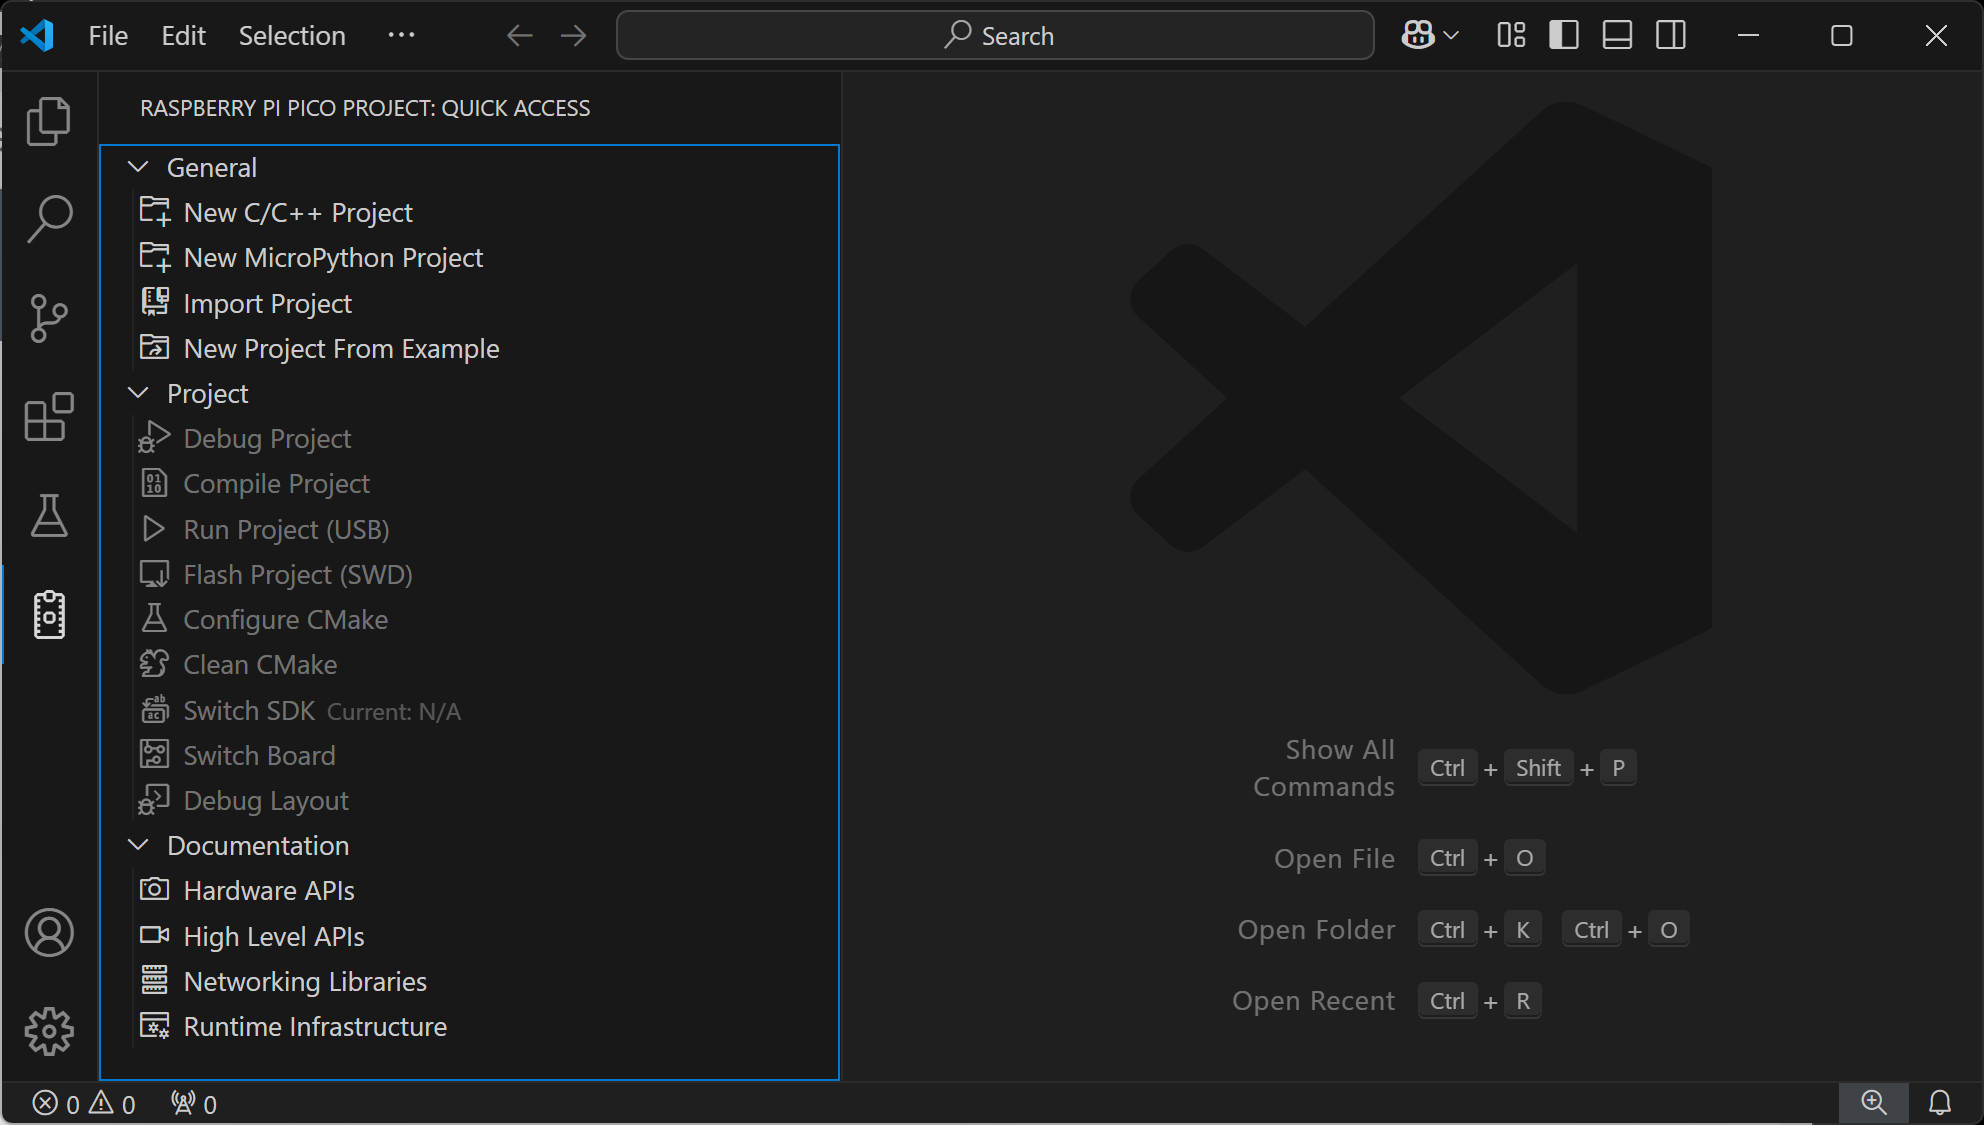 File Edit Selection ··· Search
RASPBERRY PI PICO PROJECT: QUICK ACCESS
General
New C/C++ Project
New MicroPython Project
Import Project
New Project From Example
Project
Debug Project
Compile Project
Run Project (USB)
Flash Project (SWD)
Configure CMake
Clean CMake
Switch SDK Current: N/A
Switch Board
Debug Layout
Documentation
Hardware APIs
High Level APIs
Networking Libraries
Runtime Infrastructure
Show All
Commands
Ctrl + Shift + P
Open File Ctrl + O
Open Folder Ctrl + K Ctrl + O
Open Recent Ctrl + R
0 0 0